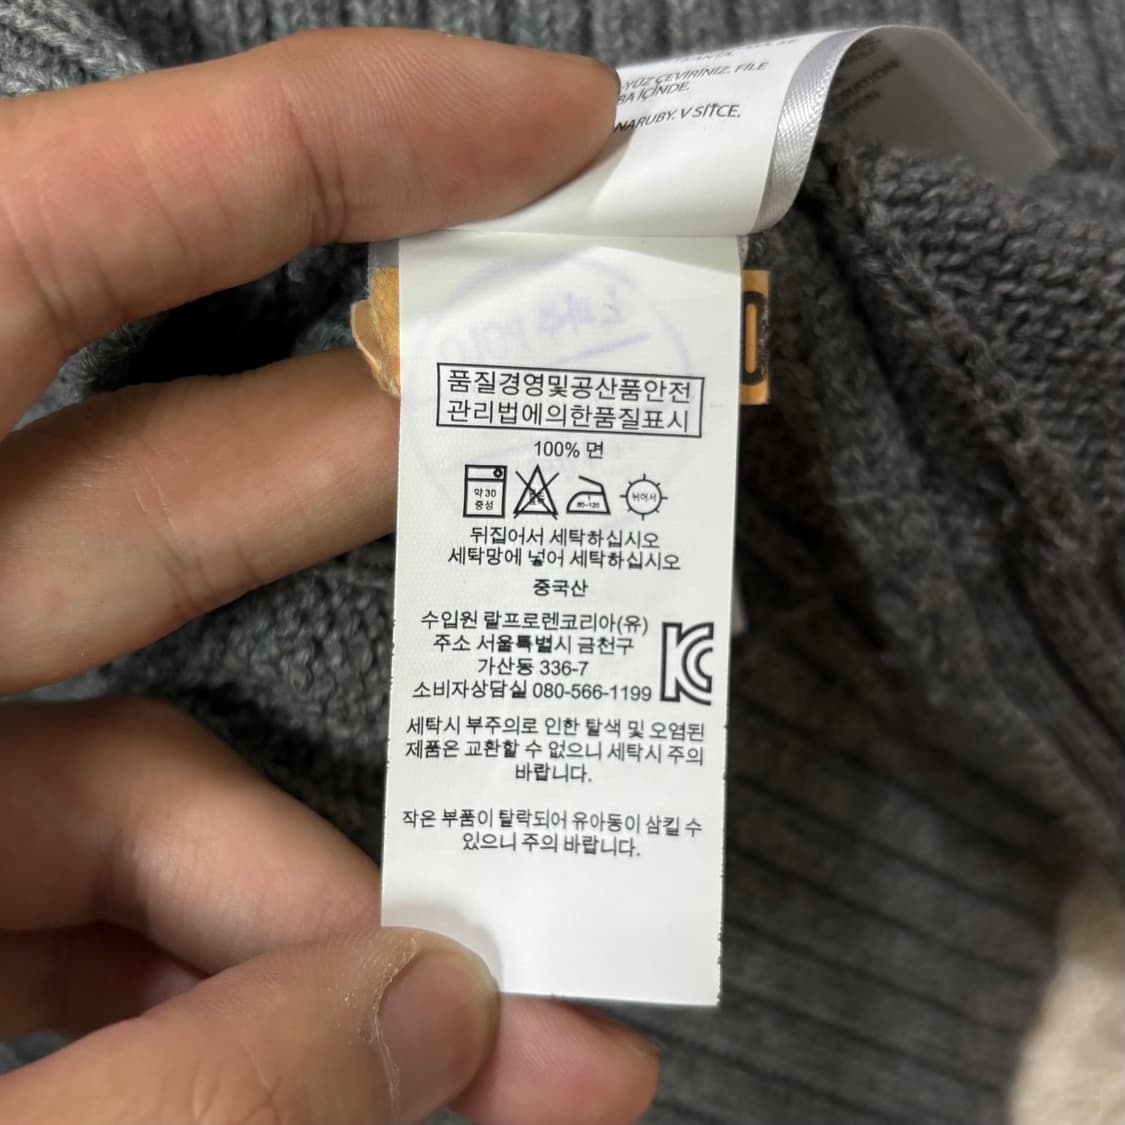 -YÜZ ÇEVİRİNİZ. FILE
BA İÇİNDE.
NARUBY. V SÍTCE.
품질경영및공산품안전
관리법에의한품질표시
100% 면
약 30
중성
80~120
뉘어서
뒤집어서 세탁하십시오
세탁망에 넣어 세탁하십시오
중국산
수입원 랄프로렌코리아(유)
주소 서울특별시 금천구
가산동 336-7
소비자상담실 080-566-1199
세탁시 부주의로 인한 탈색 및 오염된
제품은 교환할 수 없으니 세탁시 주의
바랍니다.
작은 부품이 탈락되어 유아동이 삼킬 수
있으니 주의 바랍니다.